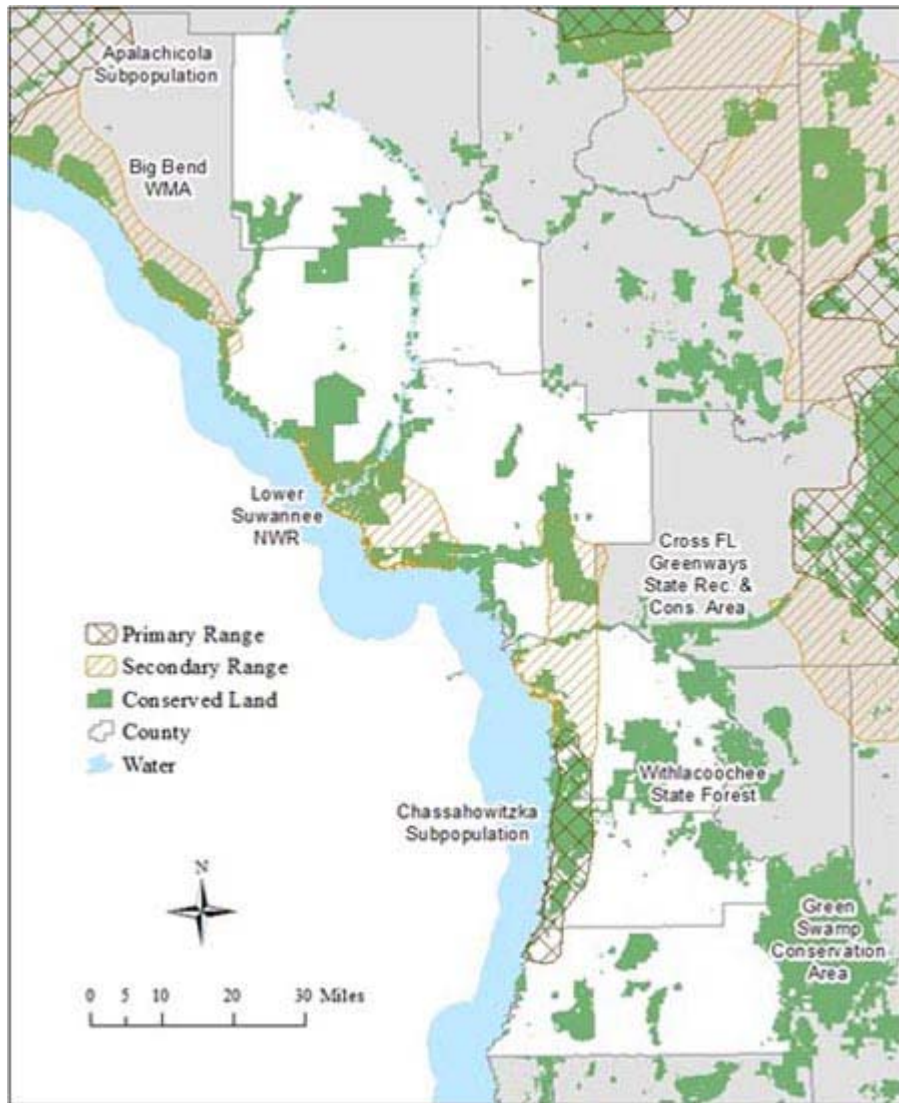 Apalachicola
Subpopulation
Big Bend
WMA
Lower
Suwannee
NWR
Cross FL
Greenways
State Rec. &
Cons. Area
Primary Range
Secondary Range
Conserved Land
County
Water
Withlacoochee
State Forest
Chassahowitzka
Subpopulation
N
Green
Swamp
Conservation
Area
0 5 10 20 30 Miles